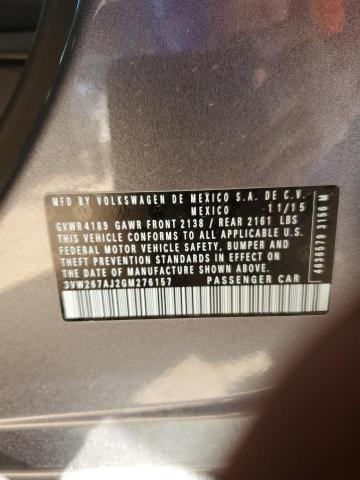 MFD BY VOLKSWAGEN DE MEXICO S.A. DE C.V.
MEXICO 11/15
GVWR 4189 GAWR FRONT 2138 / REAR 2161 LBS
THIS VEHICLE CONFORMS TO ALL APPLICABLE U.S.
FEDERAL MOTOR VEHICLE SAFETY, BUMPER AND
THEFT PREVENTION STANDARDS IN EFFECT ON THE
DATE OF MANUFACTURE SHOWN ABOVE
3VW267AJ2GM276157 PASSENGER CAR
4636679 3156 M